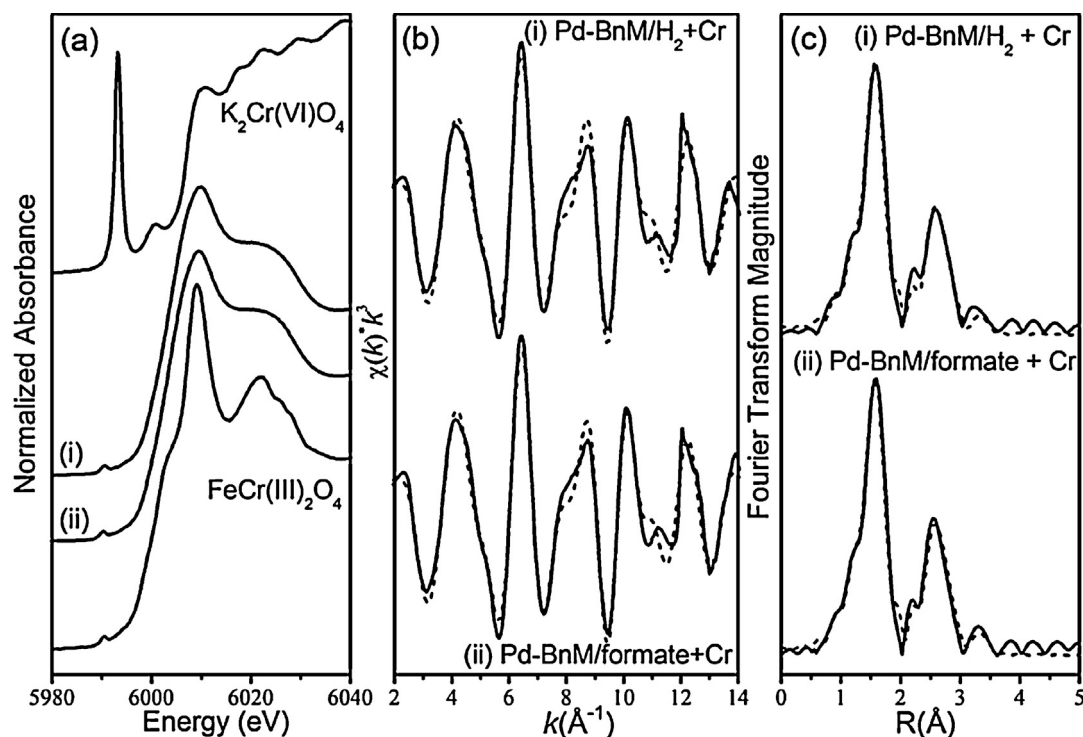 (a)
K₂Cr(VI)O₄
(i)
(ii)
FeCr(III)₂O₄
Normalized Absorbance
5980 6000 6020 6040
Energy (eV)
(b)
(i) Pd-BnM/H₂+Cr
(ii) Pd-BnM/formate+Cr
χ(k)*k³
2 4 6 8 10 12 14
k(Å⁻¹)
(c)
(i) Pd-BnM/H₂ + Cr
(ii) Pd-BnM/formate + Cr
Fourier Transform Magnitude
0 1 2 3 4 5
R(Å)